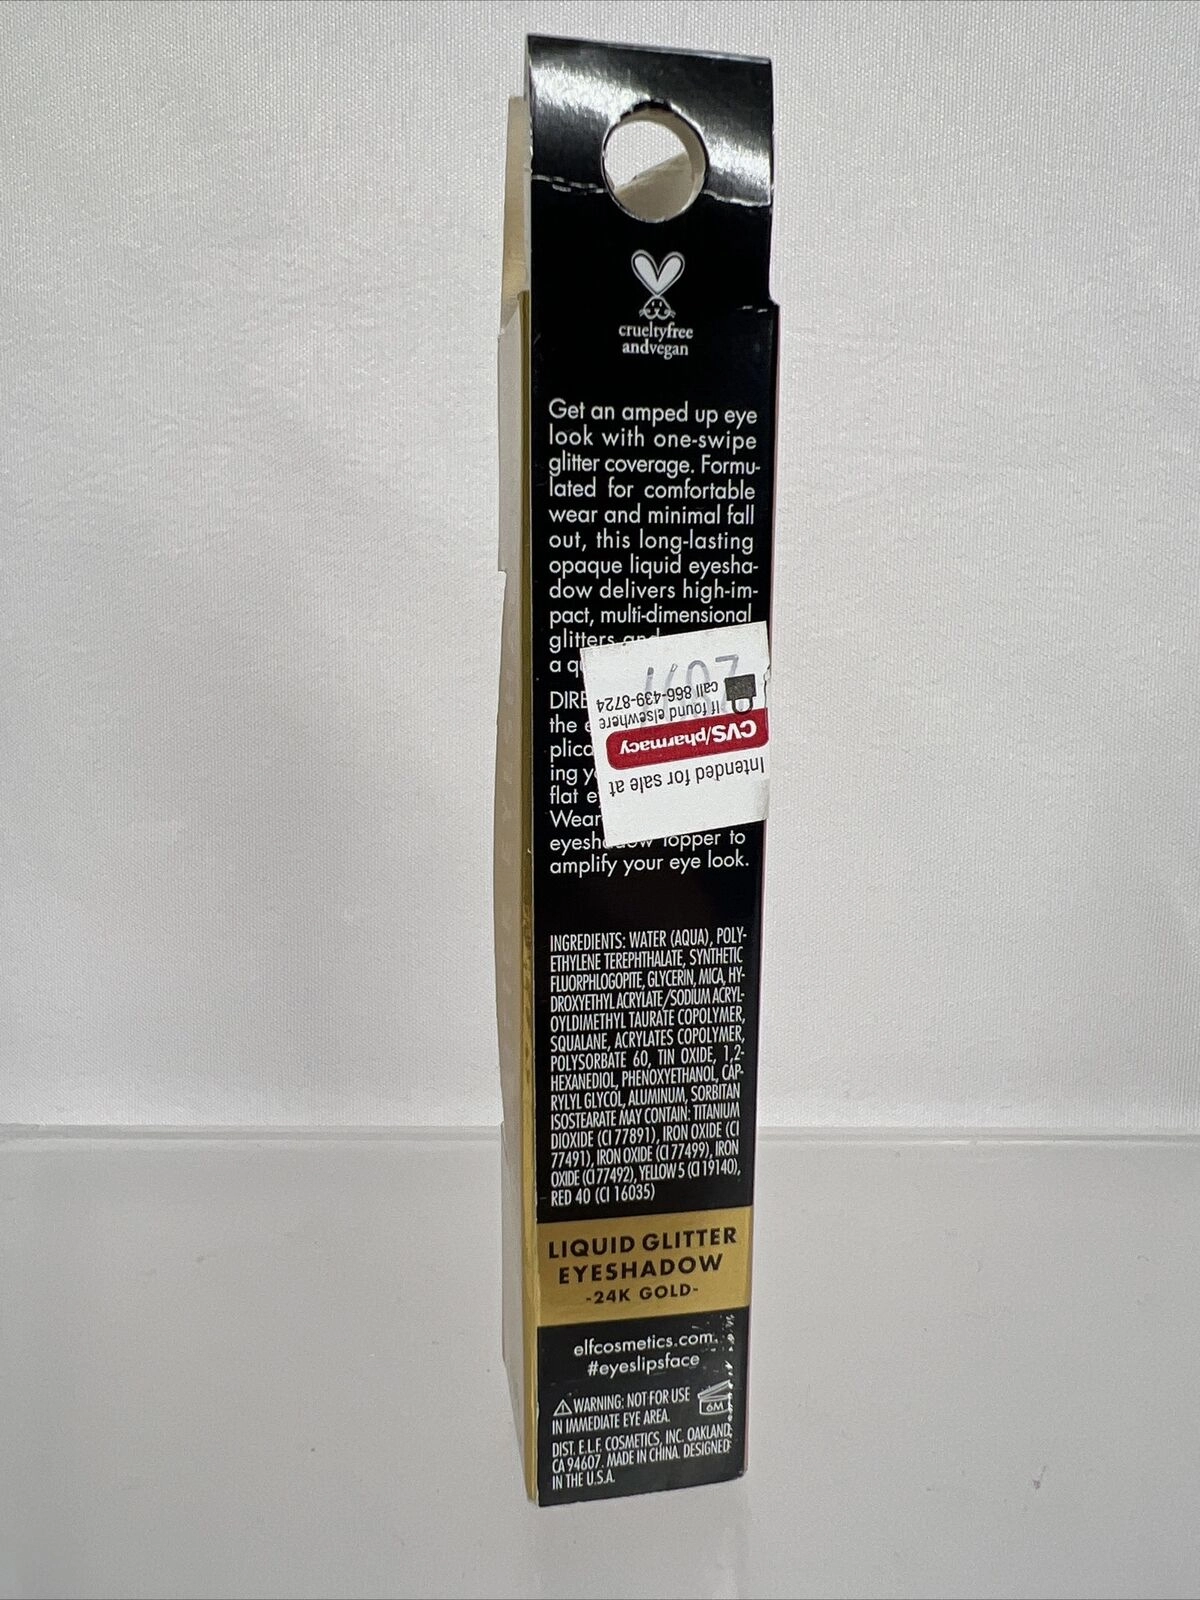 crueltyfree
andvegan
Get an amped up eye
look with one-swipe
glitter coverage. Formu-
lated for comfortable
wear and minimal fall
out, this long-lasting
opaque liquid eyesha-
dow delivers high-im-
pact, multi-dimensional
glitters and
a
DIRE
the
plica
ing
flat
Wear
topper to
amplify your eye look.
Intended for sale at
CVS/pharmacy
If found elsewhere
call 866-439-8724
INGREDIENTS: WATER (AQUA), POLY-
ETHYLENE TEREPHTHALATE, SYNTHETIC
FLUORPHLOGOPITE, GLYCERIN, MICA, HY-
DROXYETHYL ACRYLATE/SODIUM ACRYL-
OYLDIMETHYL TAURATE COPOLYMER,
SQUALANE, ACRYLATES COPOLYMER,
POLYSORBATE 60, TIN OXIDE, 1,2-
HEXANEDIOL, PHENOXYETHANOL, CAP-
RYLYL GLYCOL, ALUMINUM, SORBITAN
ISOSTEARATE MAY CONTAIN: TITANIUM
DIOXIDE (CI 77891), IRON OXIDE (CI
77491), IRON OXIDE (CI 77499), IRON
OXIDE (CI 77492), YELLOW 5 (CI 19140),
RED 40 (CI 16035)
LIQUID GLITTER
EYESHADOW
-24K GOLD-
elfcosmetics.com
#eyeslipsface
WARNING: NOT FOR USE
IN IMMEDIATE EYE AREA.
6M
DIST. E.L.F. COSMETICS, INC. OAKLAND,
CA 94607. MADE IN CHINA. DESIGNED
IN THE U.S.A.